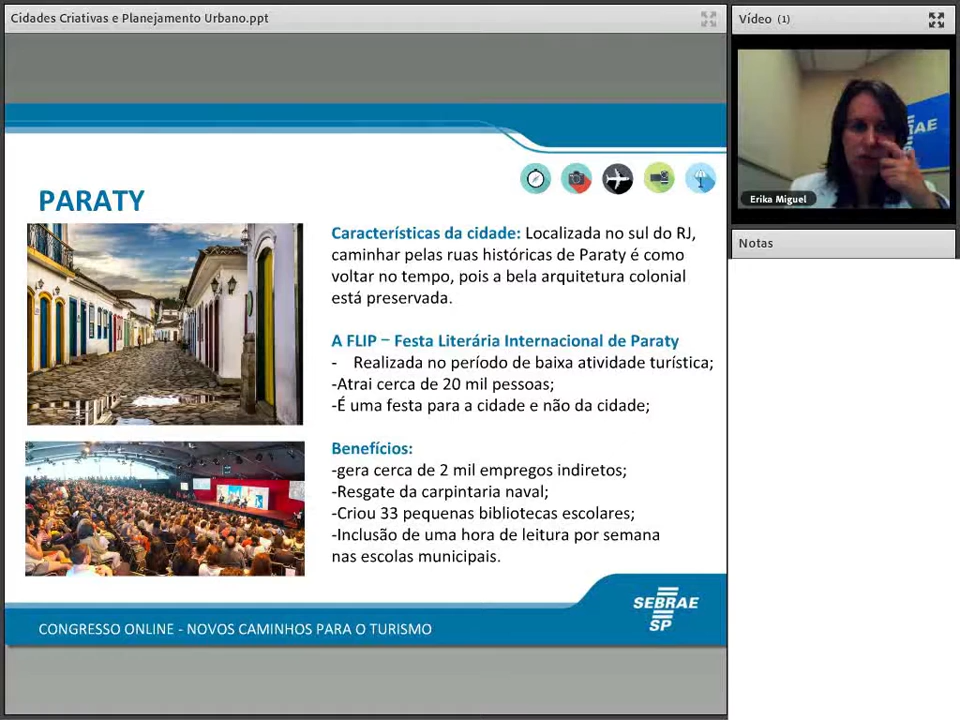 Cidades Criativas e Planejamento Urbano.ppt
Vídeo (1)
RAE
Erika Miguel
Notas
PARATY
Características da cidade: Localizada no sul do RJ,
caminhar pelas ruas históricas de Paraty é como
voltar no tempo, pois a bela arquitetura colonial
está preservada.
A FLIP – Festa Literária Internacional de Paraty
- Realizada no período de baixa atividade turística;
-Atrai cerca de 20 mil pessoas;
-É uma festa para a cidade e não da cidade;
Benefícios:
-gera cerca de 2 mil empregos indiretos;
-Resgate da carpintaria naval;
-Criou 33 pequenas bibliotecas escolares;
-Inclusão de uma hora de leitura por semana
nas escolas municipais.
SEBRAE
SP
CONGRESSO ONLINE - NOVOS CAMINHOS PARA O TURISMO